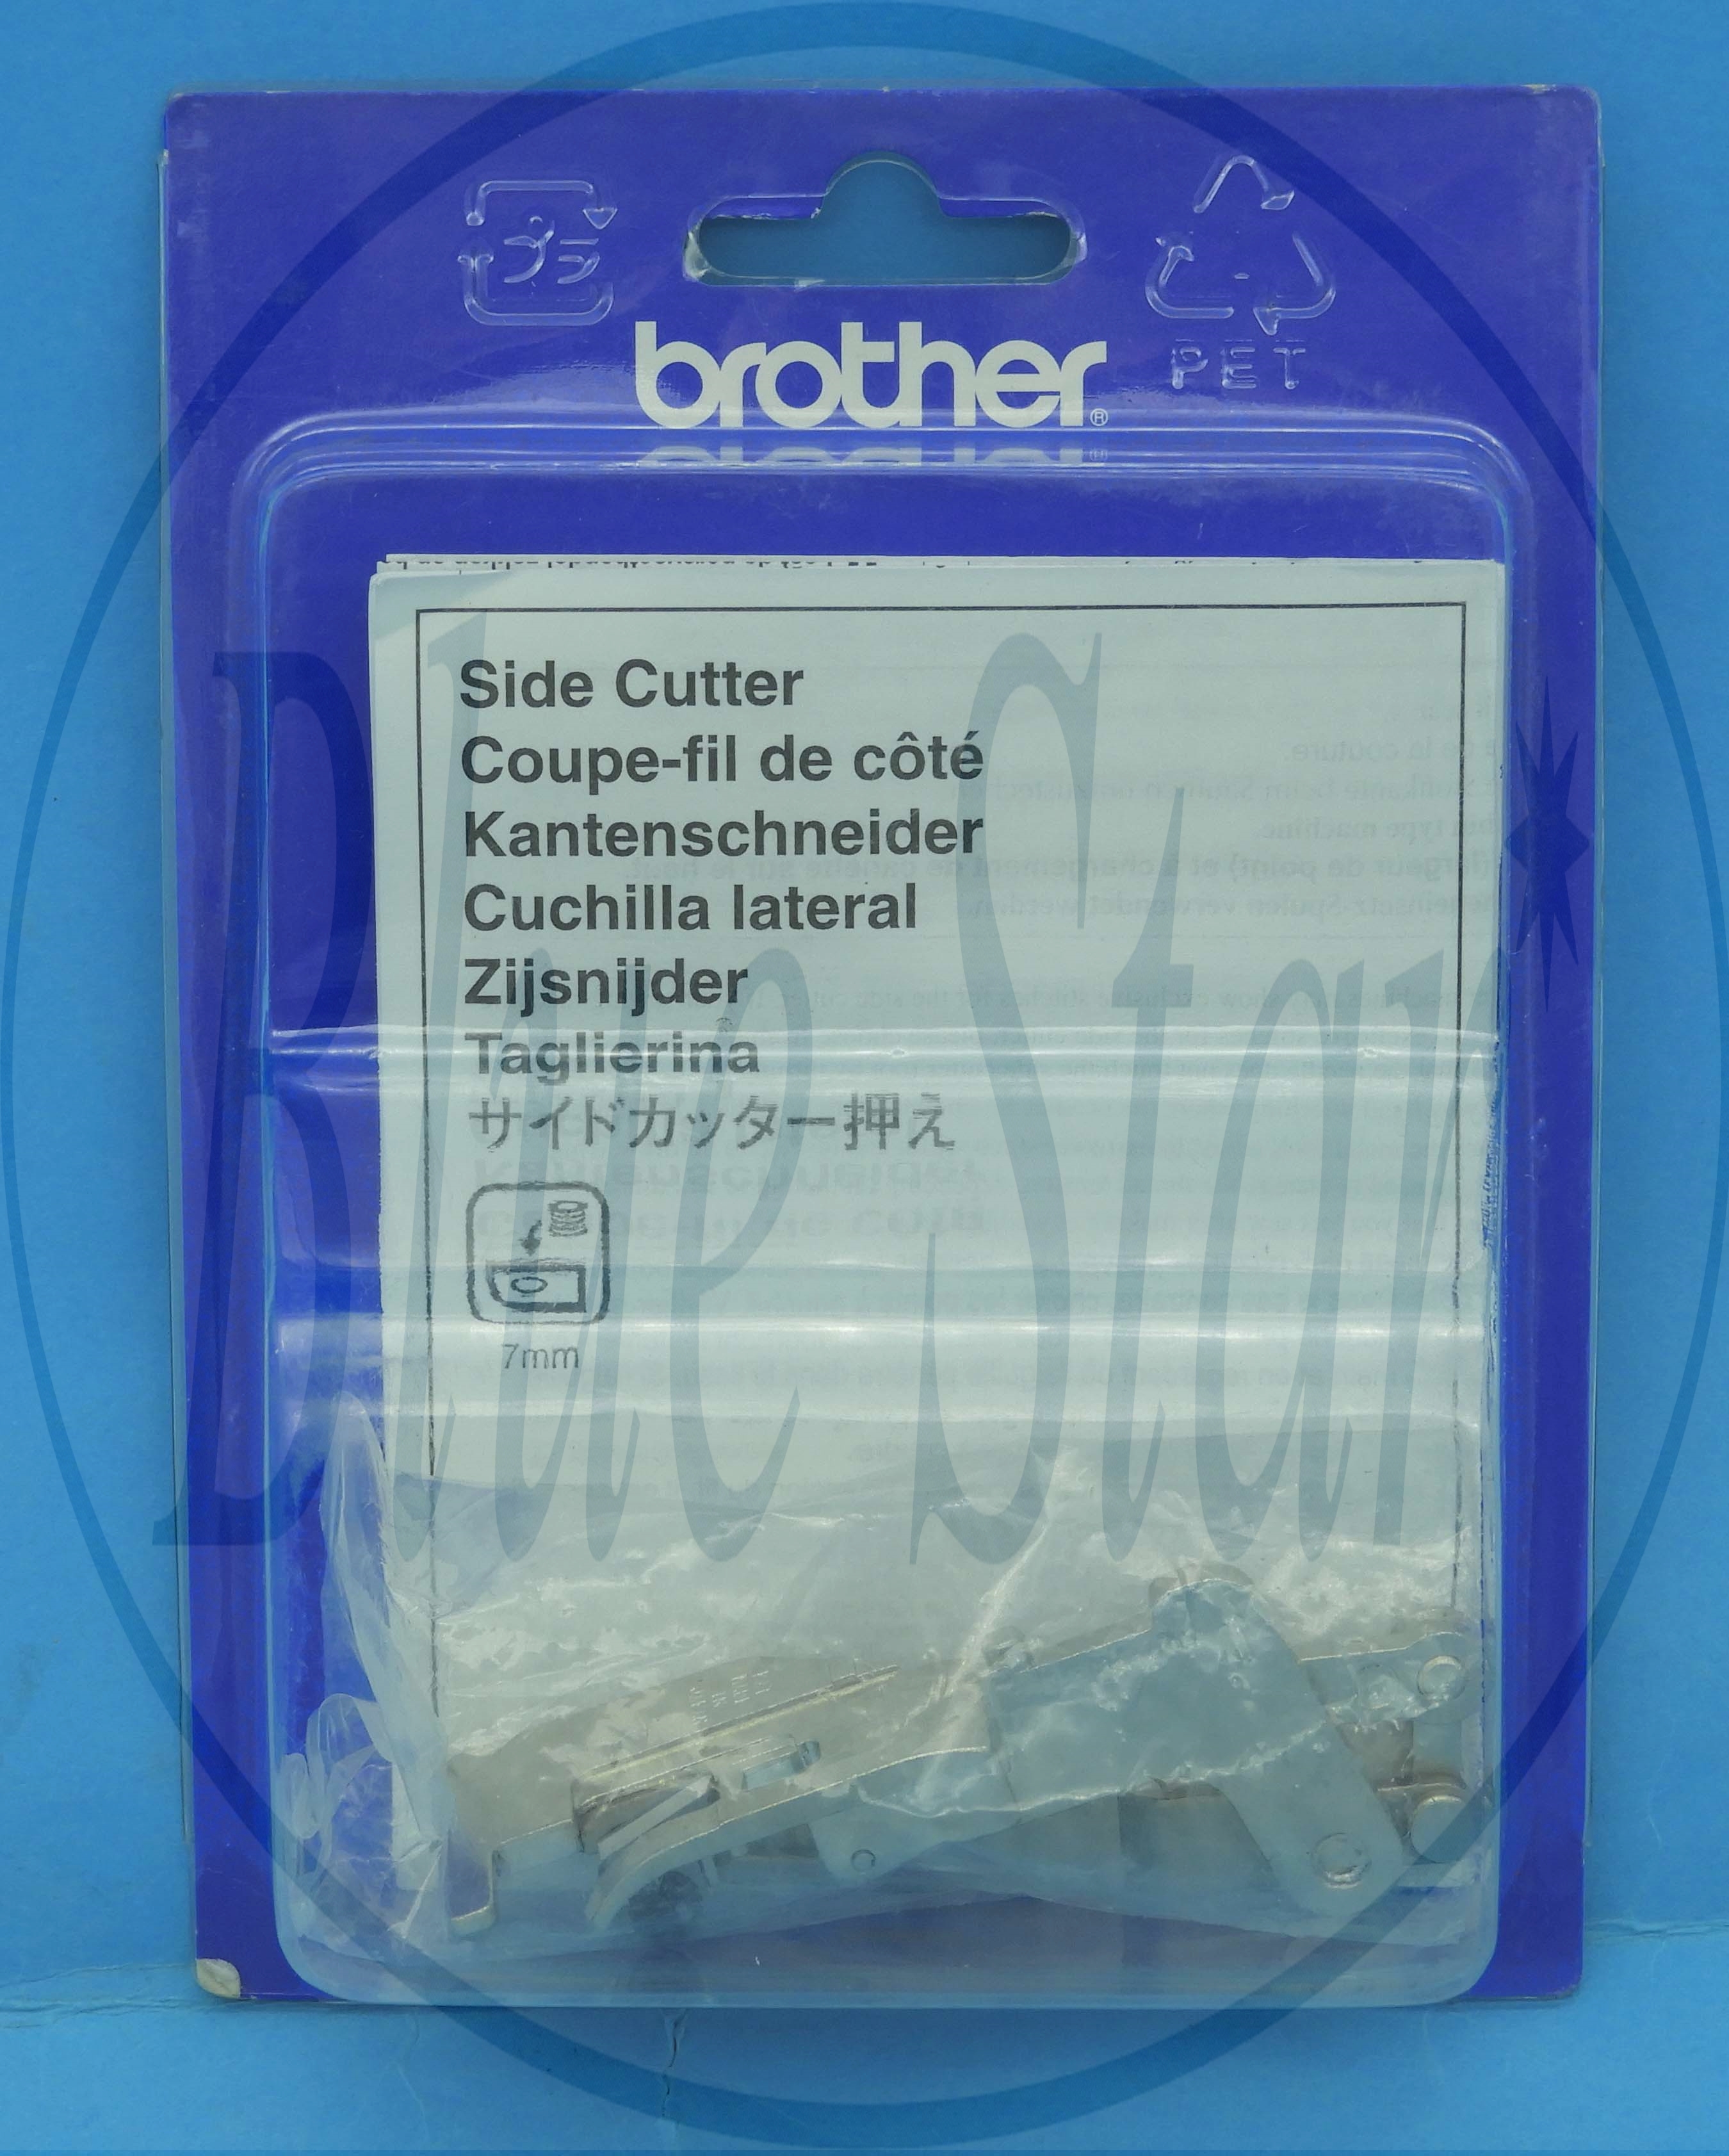 プラ
PET
brother®
Side Cutter
Coupe-fil de côté
Kantenschneider
Cuchilla lateral
Zijsnijder
Taglierina
サイドカッター押え
7mm
Blue Star